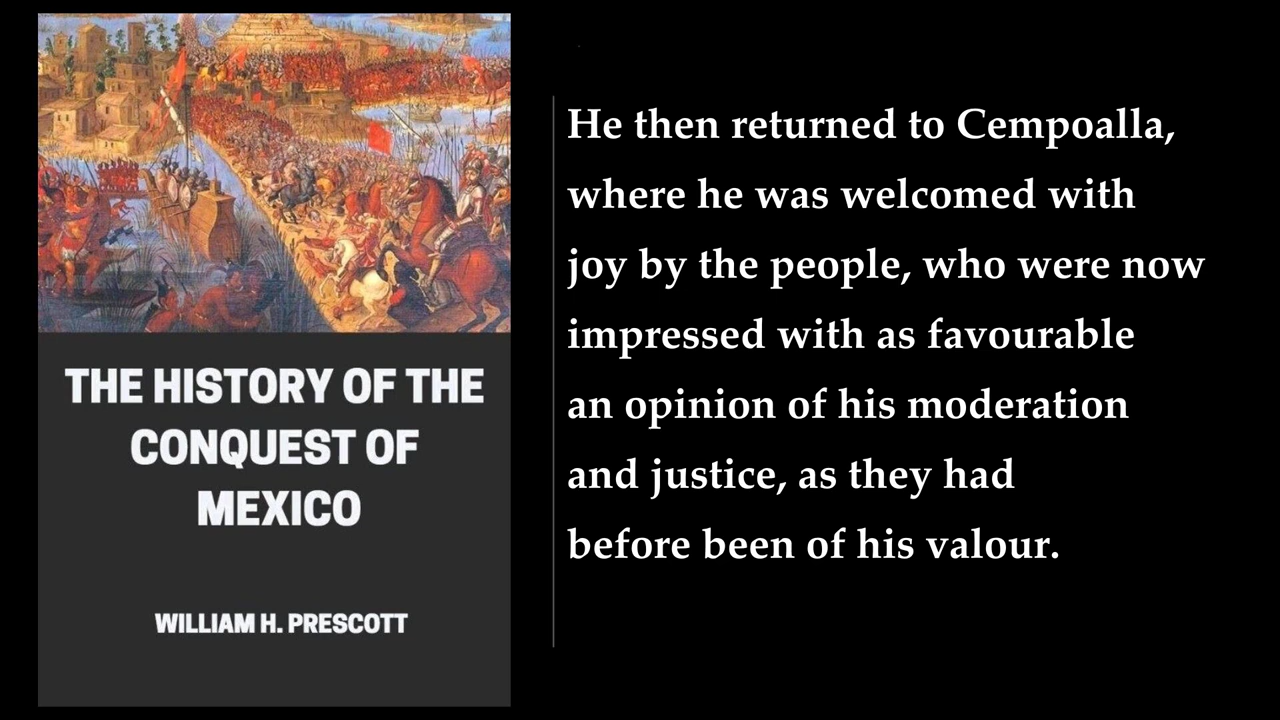 THE HISTORY OF THE
CONQUEST OF
MEXICO
WILLIAM H. PRESCOTT
He then returned to Cempoalla,
where he was welcomed with
joy by the people, who were now
impressed with as favourable
an opinion of his moderation
and justice, as they had
before been of his valour.